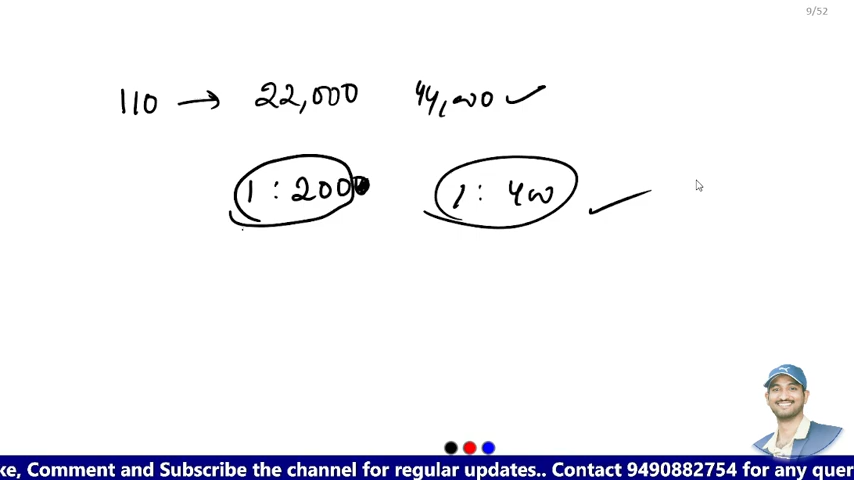 9/52
110 → 22,000 44,000 ✓
1 : 200 1 : 400 ✓
ke, Comment and Subscribe the channel for regular updates.. Contact 9490882754 for any quer